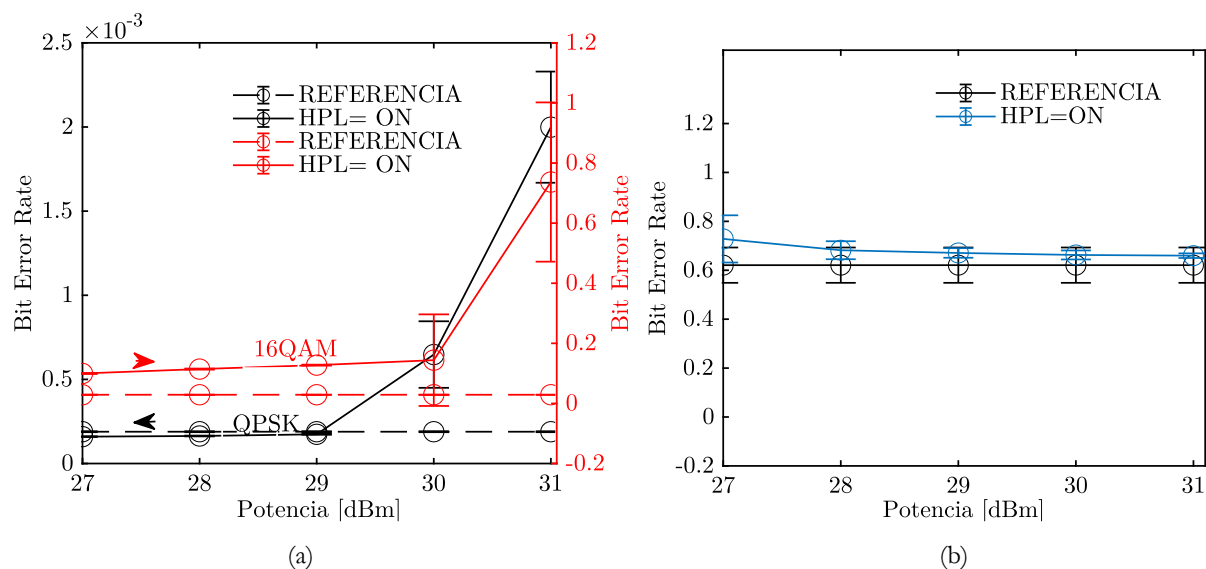 ×10⁻³
2.5
2
1.5
1
0.5
0
Bit Error Rate
1.2
1
0.8
0.6
0.4
0.2
0
-0.2
Bit Error Rate
REFERENCIA
HPL= ON
REFERENCIA
HPL= ON
16QAM
QPSK
27 28 29 30 31
Potencia [dBm]
(a)
1.2
0.8
0.6
0.4
0
-0.2
Bit Error Rate
REFERENCIA
HPL=ON
27 28 29 30 31
Potencia [dBm]
(b)